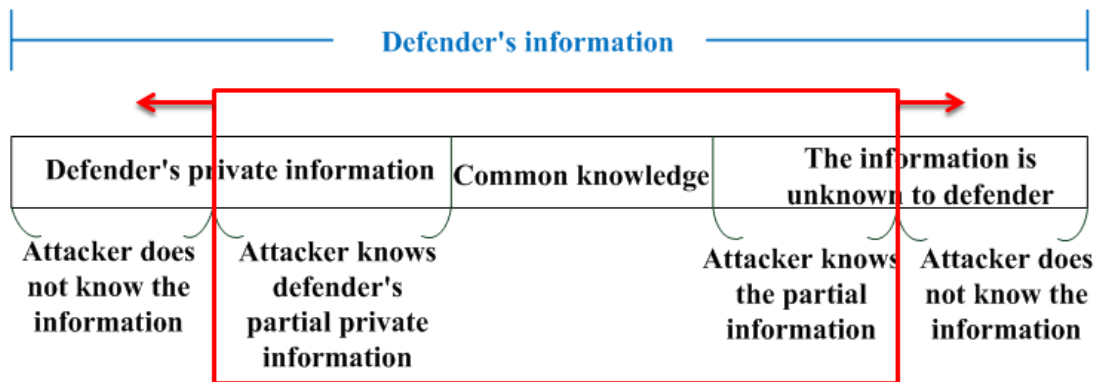 Defender's information
Defender's private information
Common knowledge
The information is
unknown to defender
Attacker does
not know the
information
Attacker knows
defender's
partial private
information
Attacker knows
the partial
information
Attacker does
not know the
information